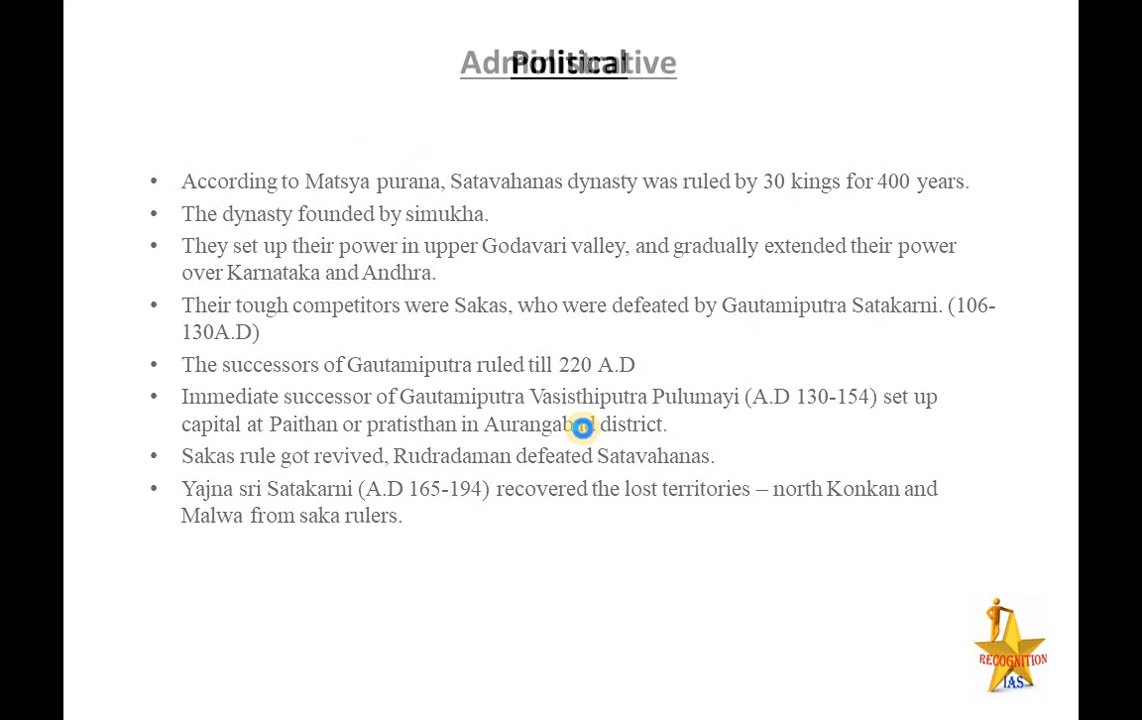 Administrative
Political
• According to Matsya purana, Satavahanas dynasty was ruled by 30 kings for 400 years.
• The dynasty founded by simukha.
• They set up their power in upper Godavari valley, and gradually extended their power
over Karnataka and Andhra.
• Their tough competitors were Sakas, who were defeated by Gautamiputra Satakarni. (106-
130A.D)
• The successors of Gautamiputra ruled till 220 A.D
• Immediate successor of Gautamiputra Vasisthiputra Pulumayi (A.D 130-154) set up
capital at Paithan or pratisthan in Aurangabad district.
• Sakas rule got revived, Rudradaman defeated Satavahanas.
• Yajna sri Satakarni (A.D 165-194) recovered the lost territories – north Konkan and
Malwa from saka rulers.
RECOGNITION
IAS